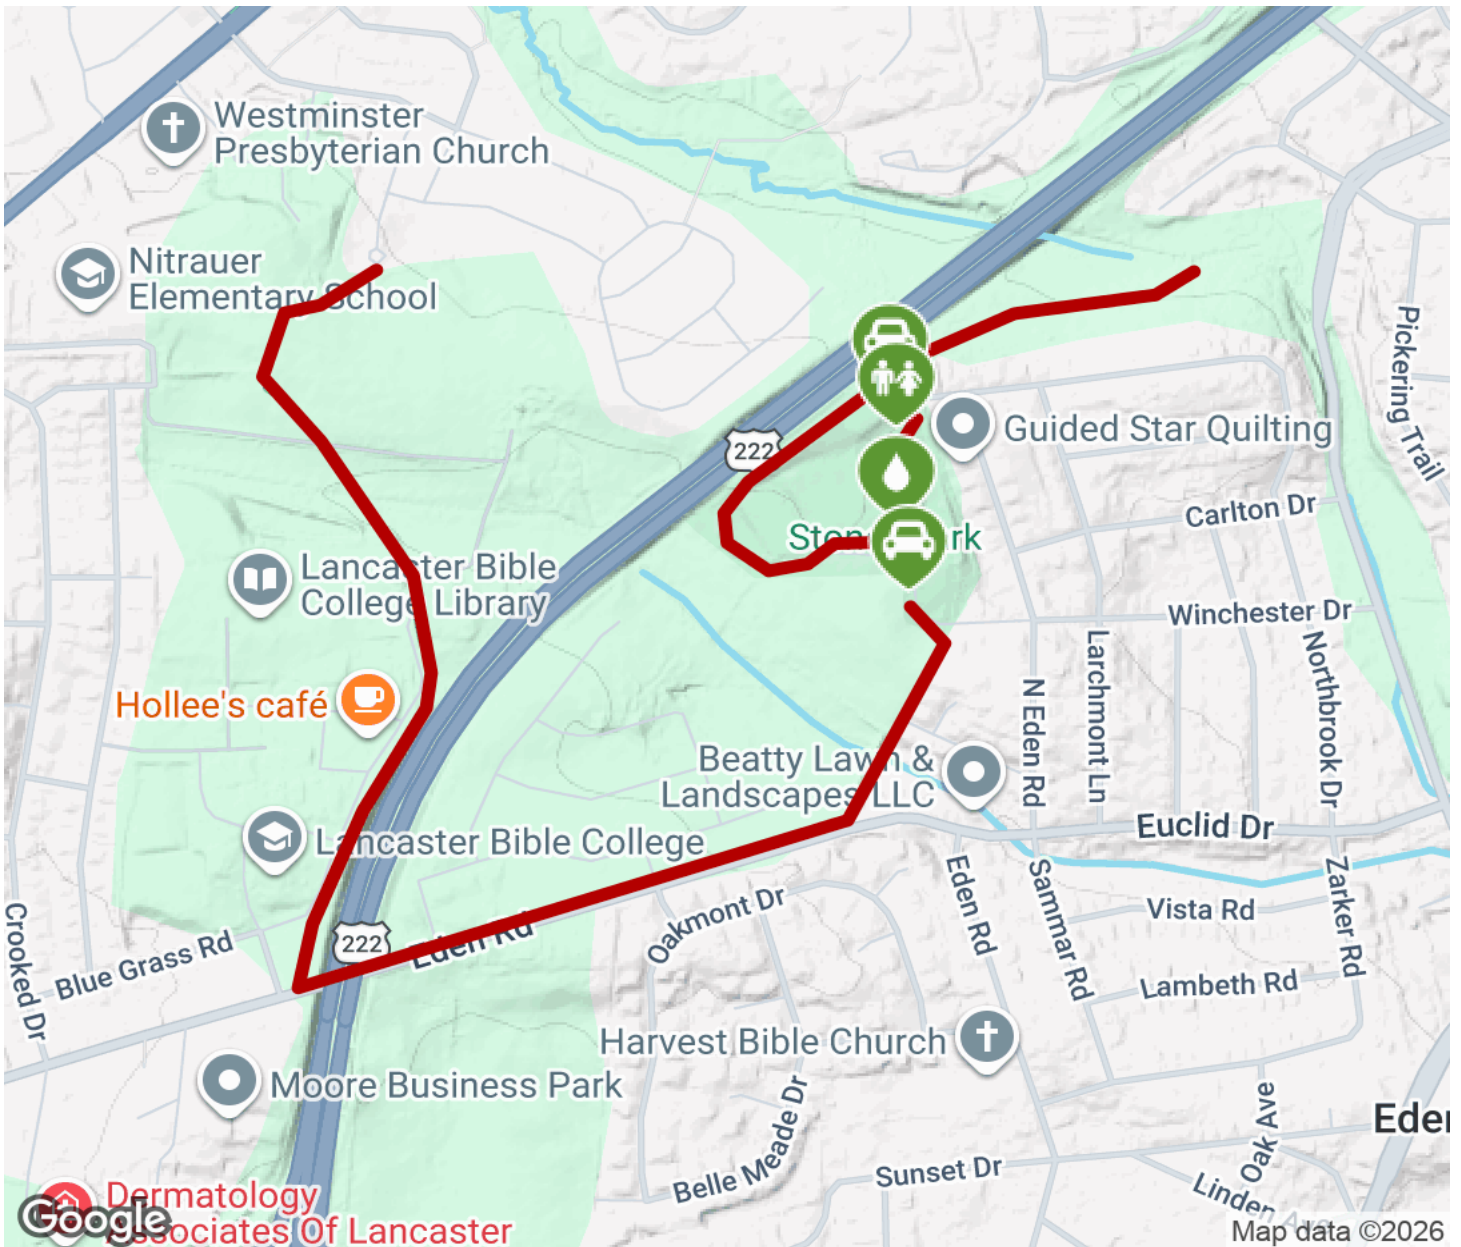 Westminster
Presbyterian Church
Nitrauer
Elementary School
Pickering Trail
222
Guided Star Quilting
Carlton Dr
Lancaster Bible
College Library
Winchester Dr
Hollee's café
N Eden Rd
Larchmont Ln
Northbrook Dr
Beatty Lawn &
Landscapes LLC
Lancaster Bible College
Euclid Dr
Crooked Dr
Blue Grass Rd
222
Eden Rd
Oakmont Dr
Eden Rd
Sammar Rd
Vista Rd
Zarker Rd
Lambeth Rd
Harvest Bible Church
Moore Business Park
Belle Meade Dr
Sunset Dr
Oak Ave
Linden Ave
Eden
Dermatology
Associates Of Lancaster
Google
Map data ©2026